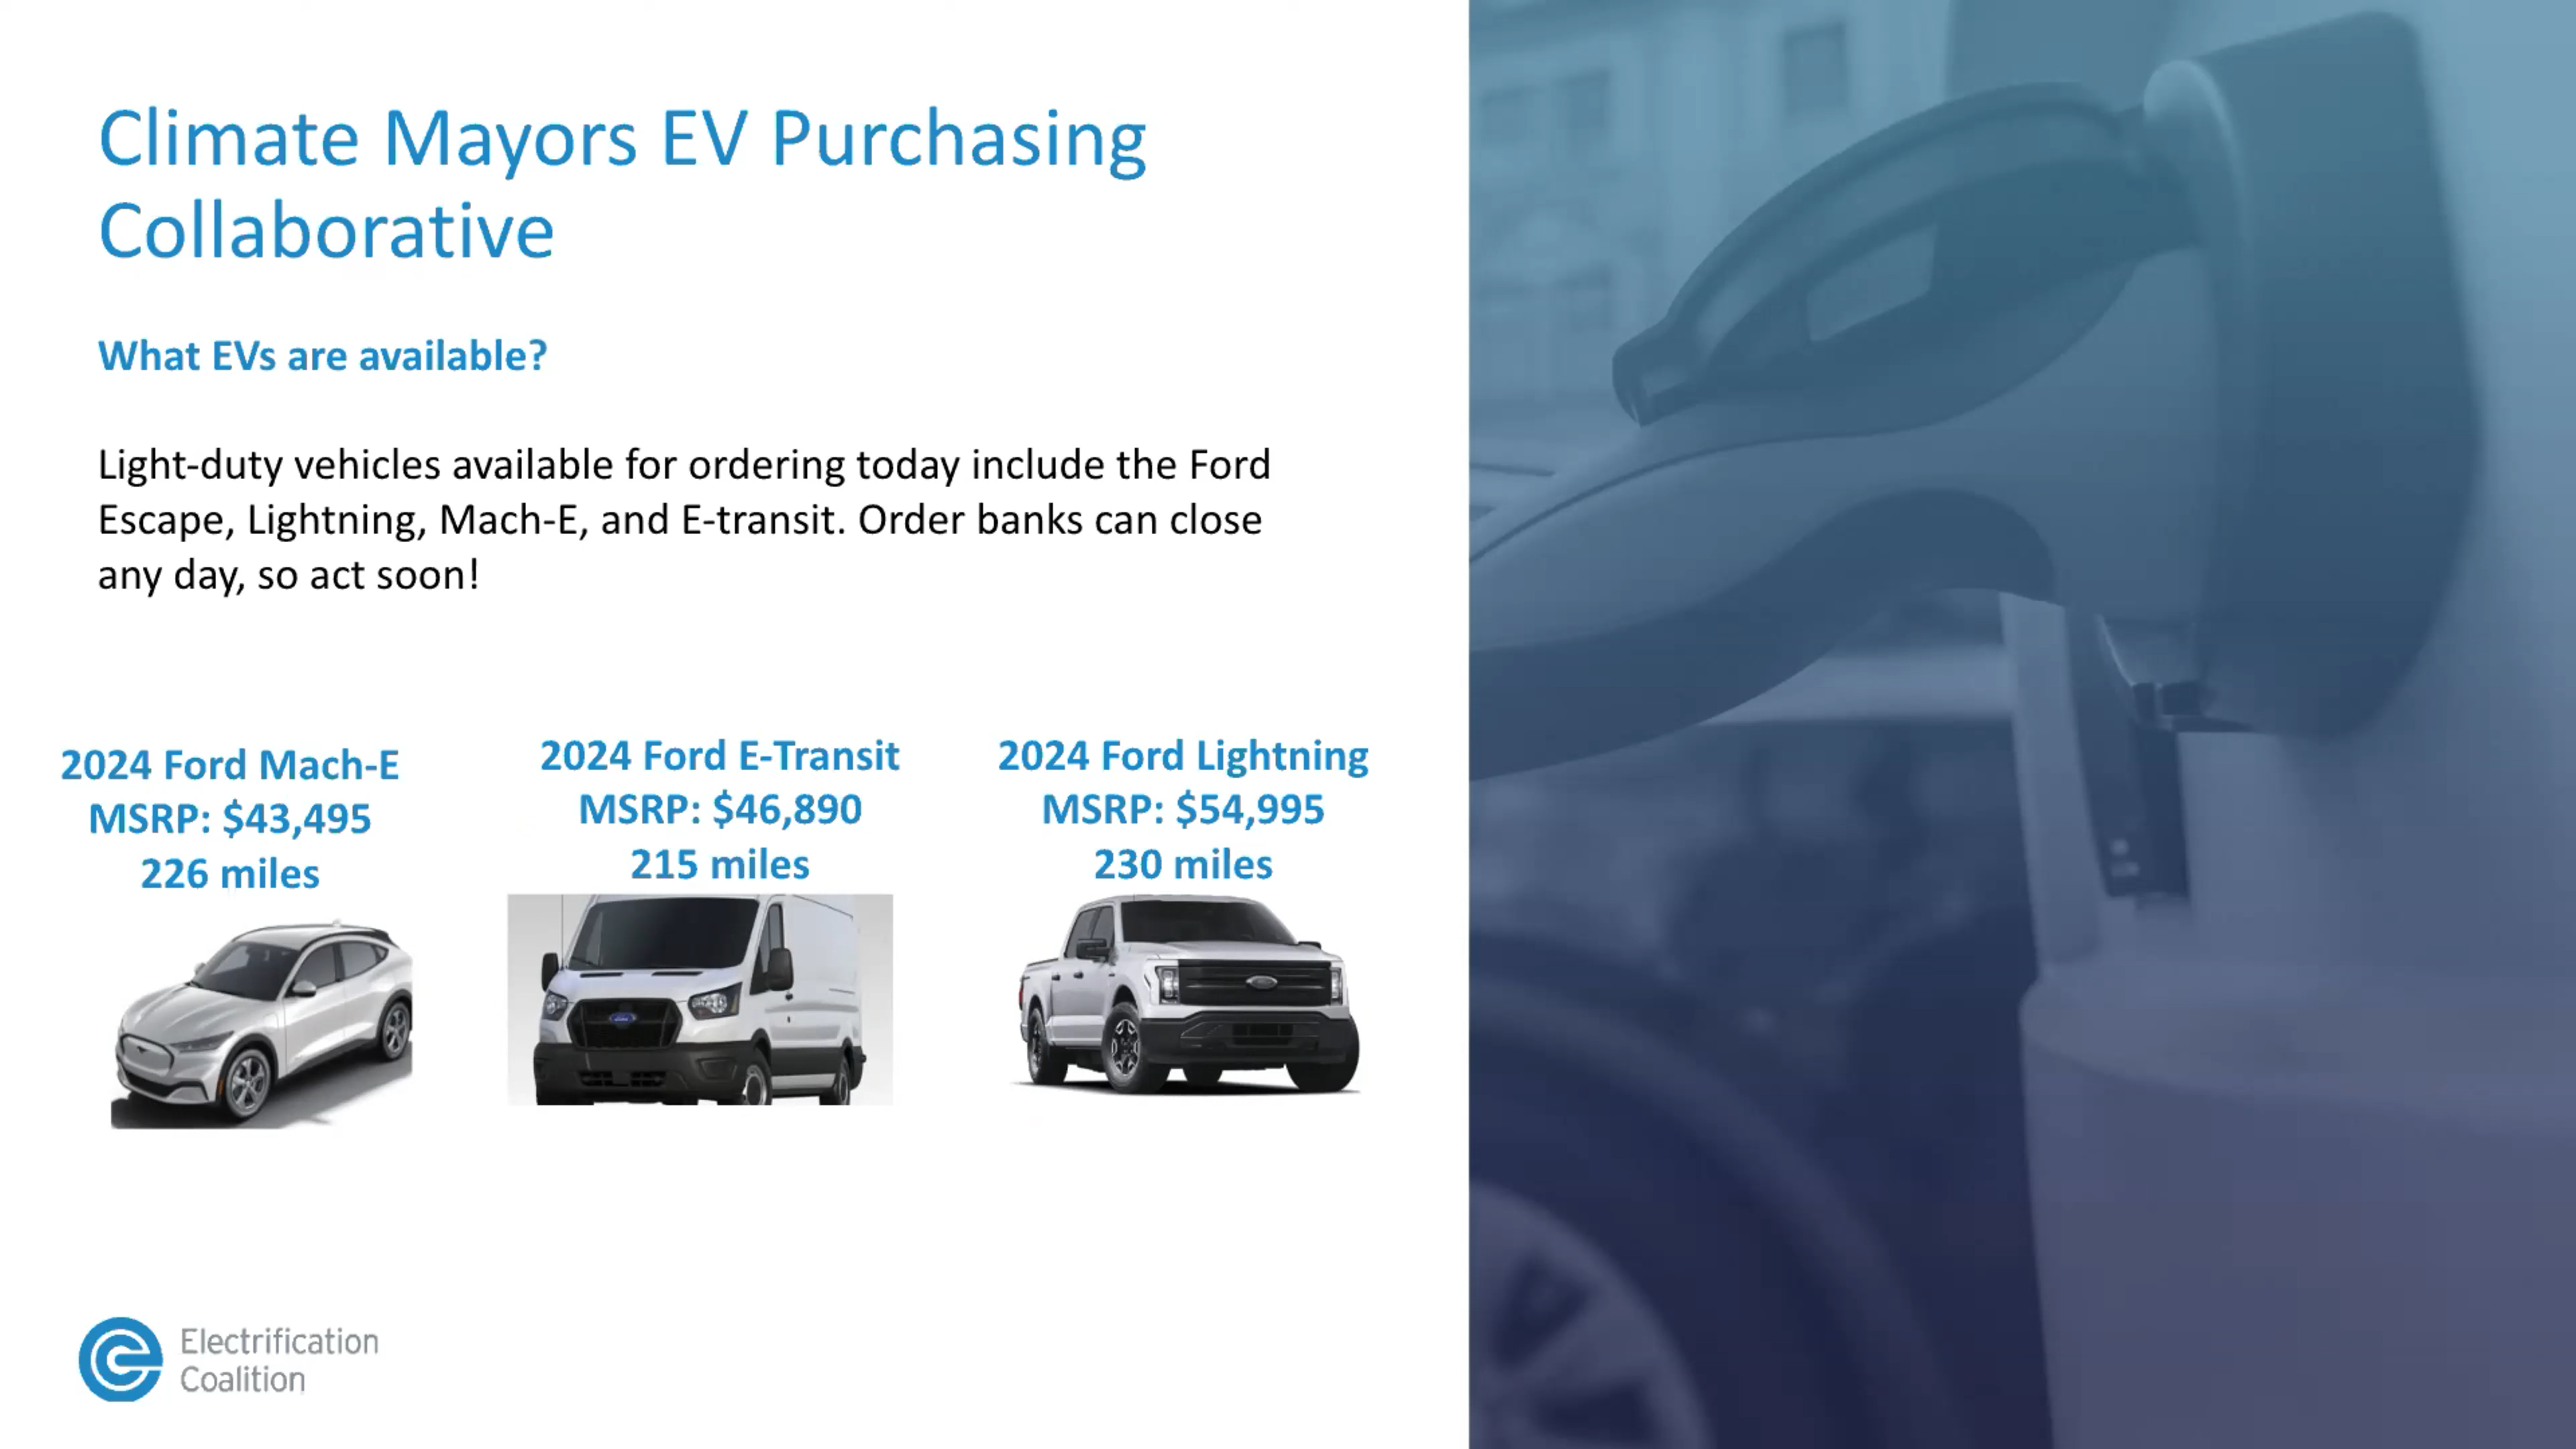 Climate Mayors EV Purchasing
Collaborative
What EVs are available?
Light-duty vehicles available for ordering today include the Ford
Escape, Lightning, Mach-E, and E-transit. Order banks can close
any day, so act soon!
2024 Ford Mach-E
MSRP: $43,495
226 miles
2024 Ford E-Transit
MSRP: $46,890
215 miles
2024 Ford Lightning
MSRP: $54,995
230 miles
Electrification
Coalition